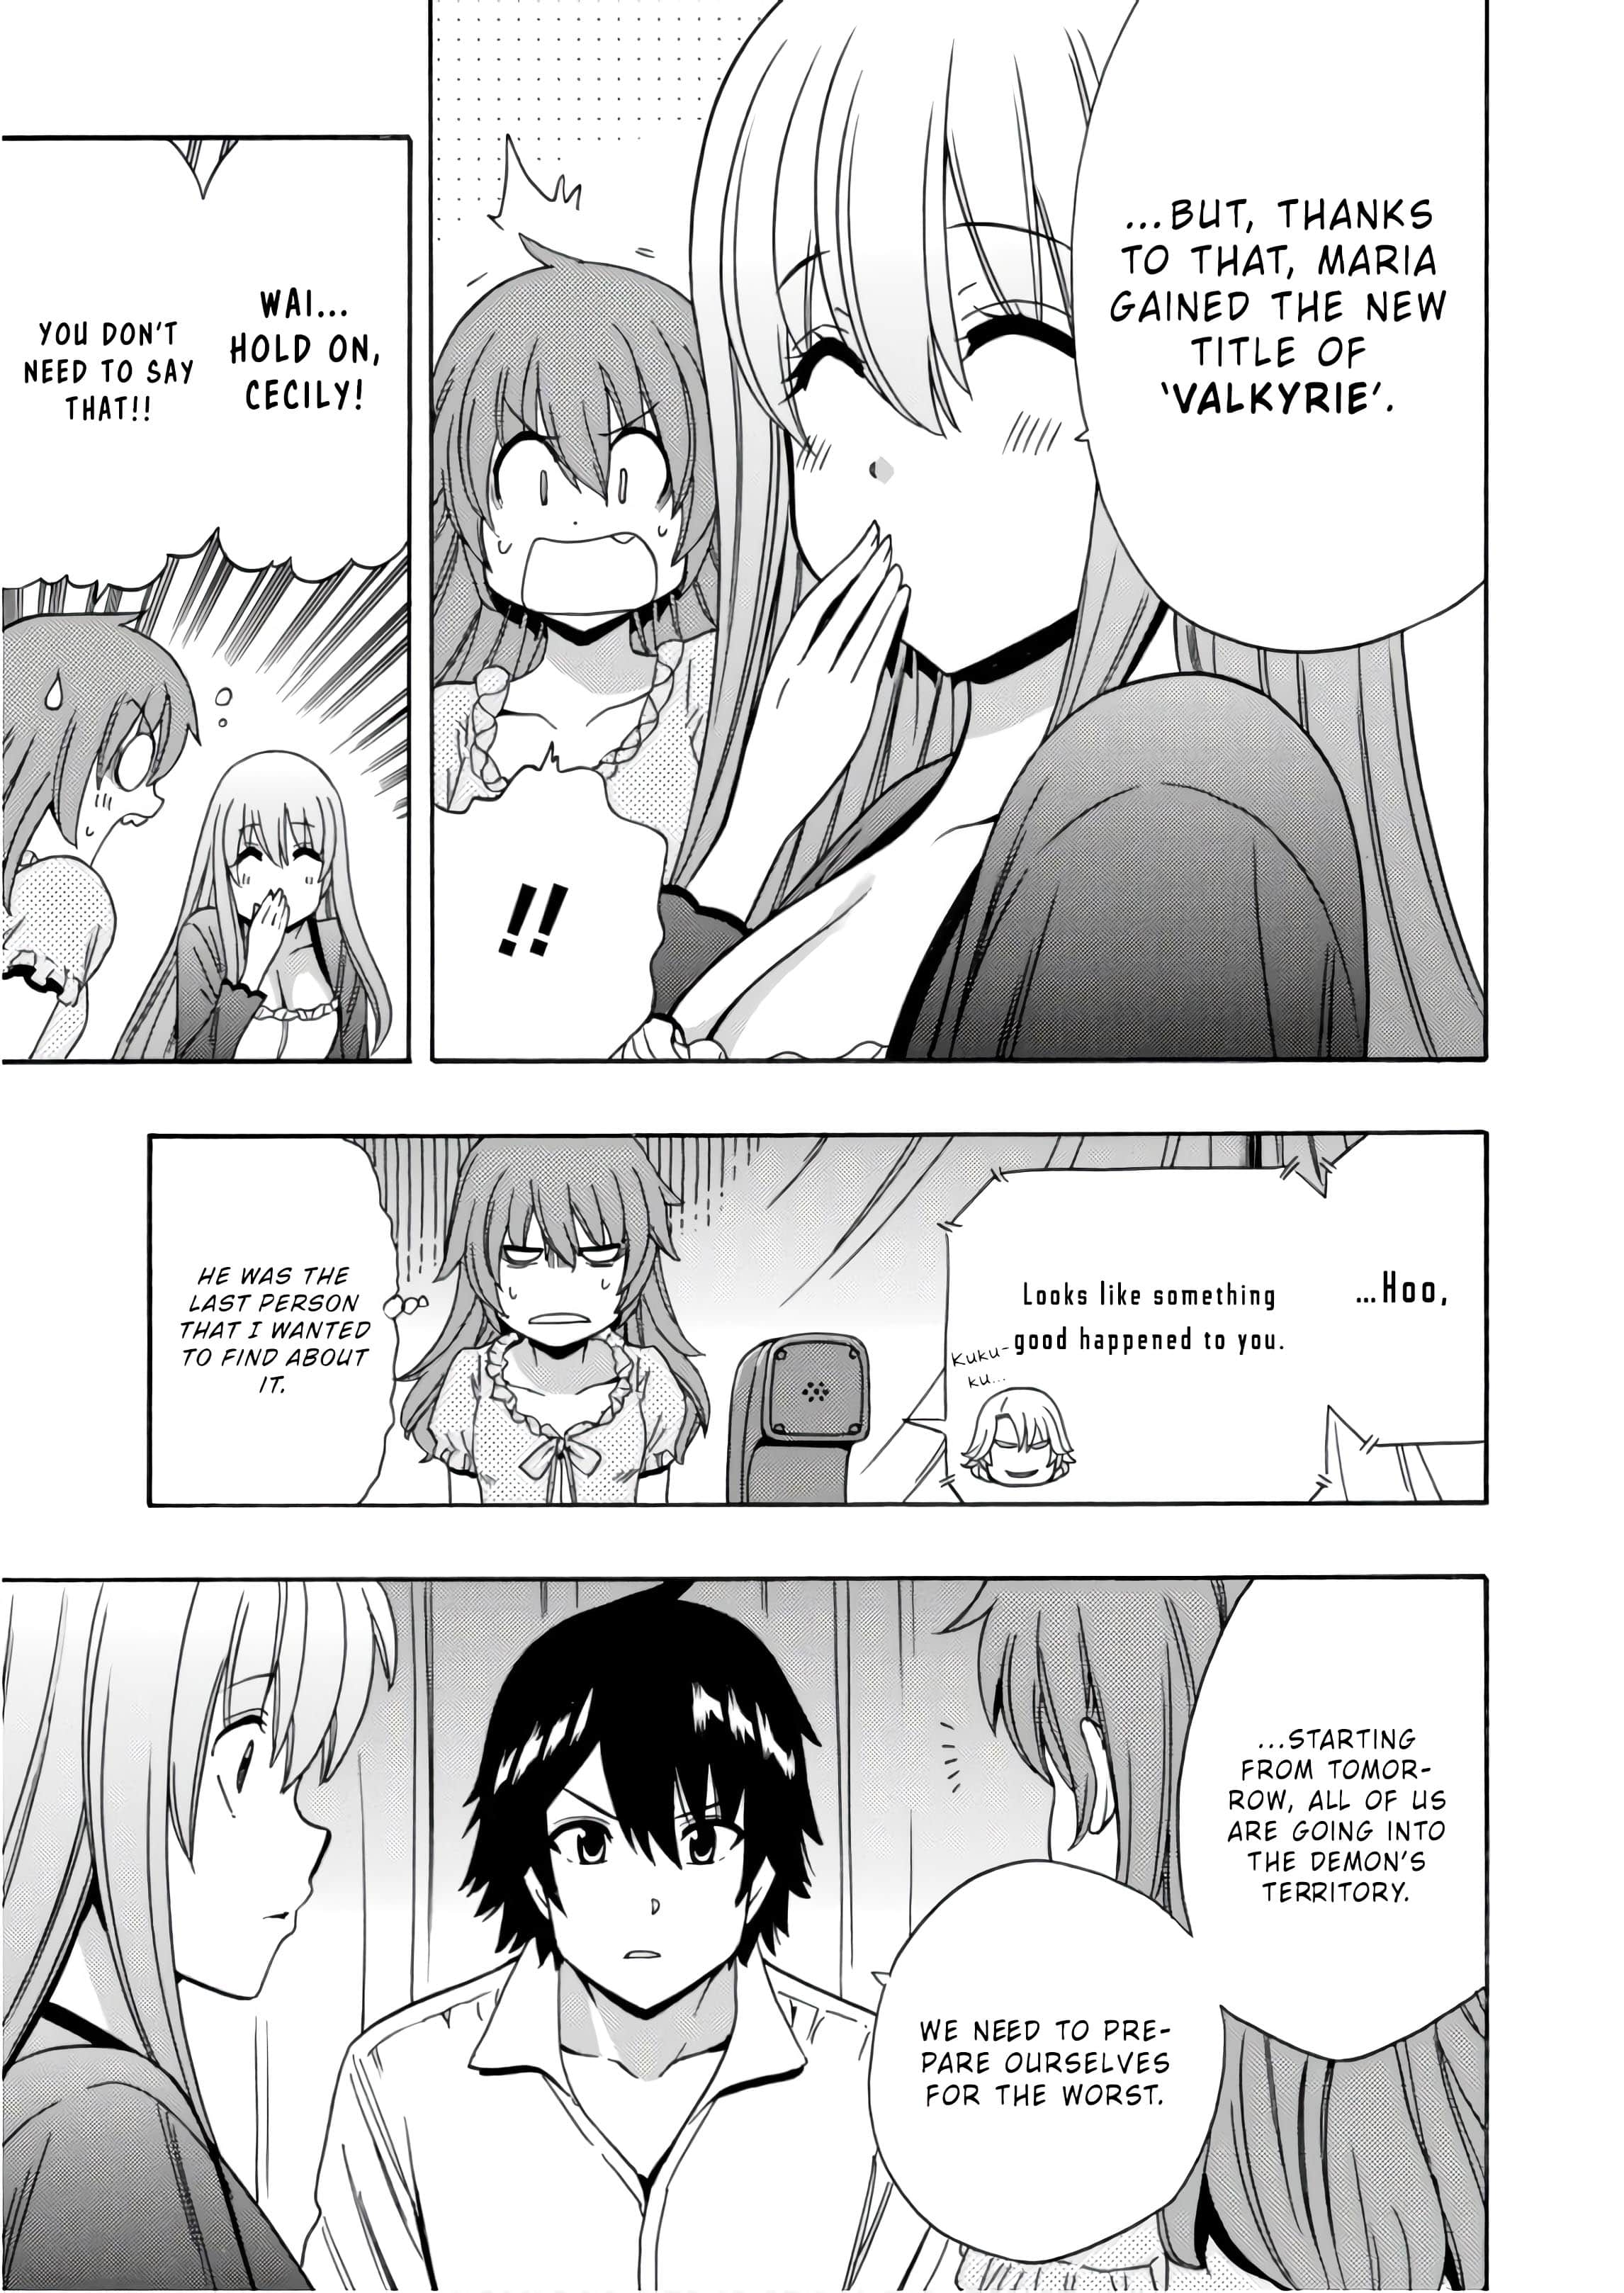 ...BUT, THANKS
TO THAT, MARIA
GAINED THE NEW
TITLE OF
'VALKYRIE'.
!!
WAI...
HOLD ON,
CECILY!
YOU DON'T
NEED TO SAY
THAT!!
...Hoo,
Looks like something
good happened to you.
KUKU-
KU...
HE WAS THE
LAST PERSON
THAT I WANTED
TO FIND ABOUT
IT.
...STARTING
FROM TOMOR-
ROW, ALL OF US
ARE GOING INTO
THE DEMON'S
TERRITORY.
WE NEED TO PRE-
PARE OURSELVES
FOR THE WORST.